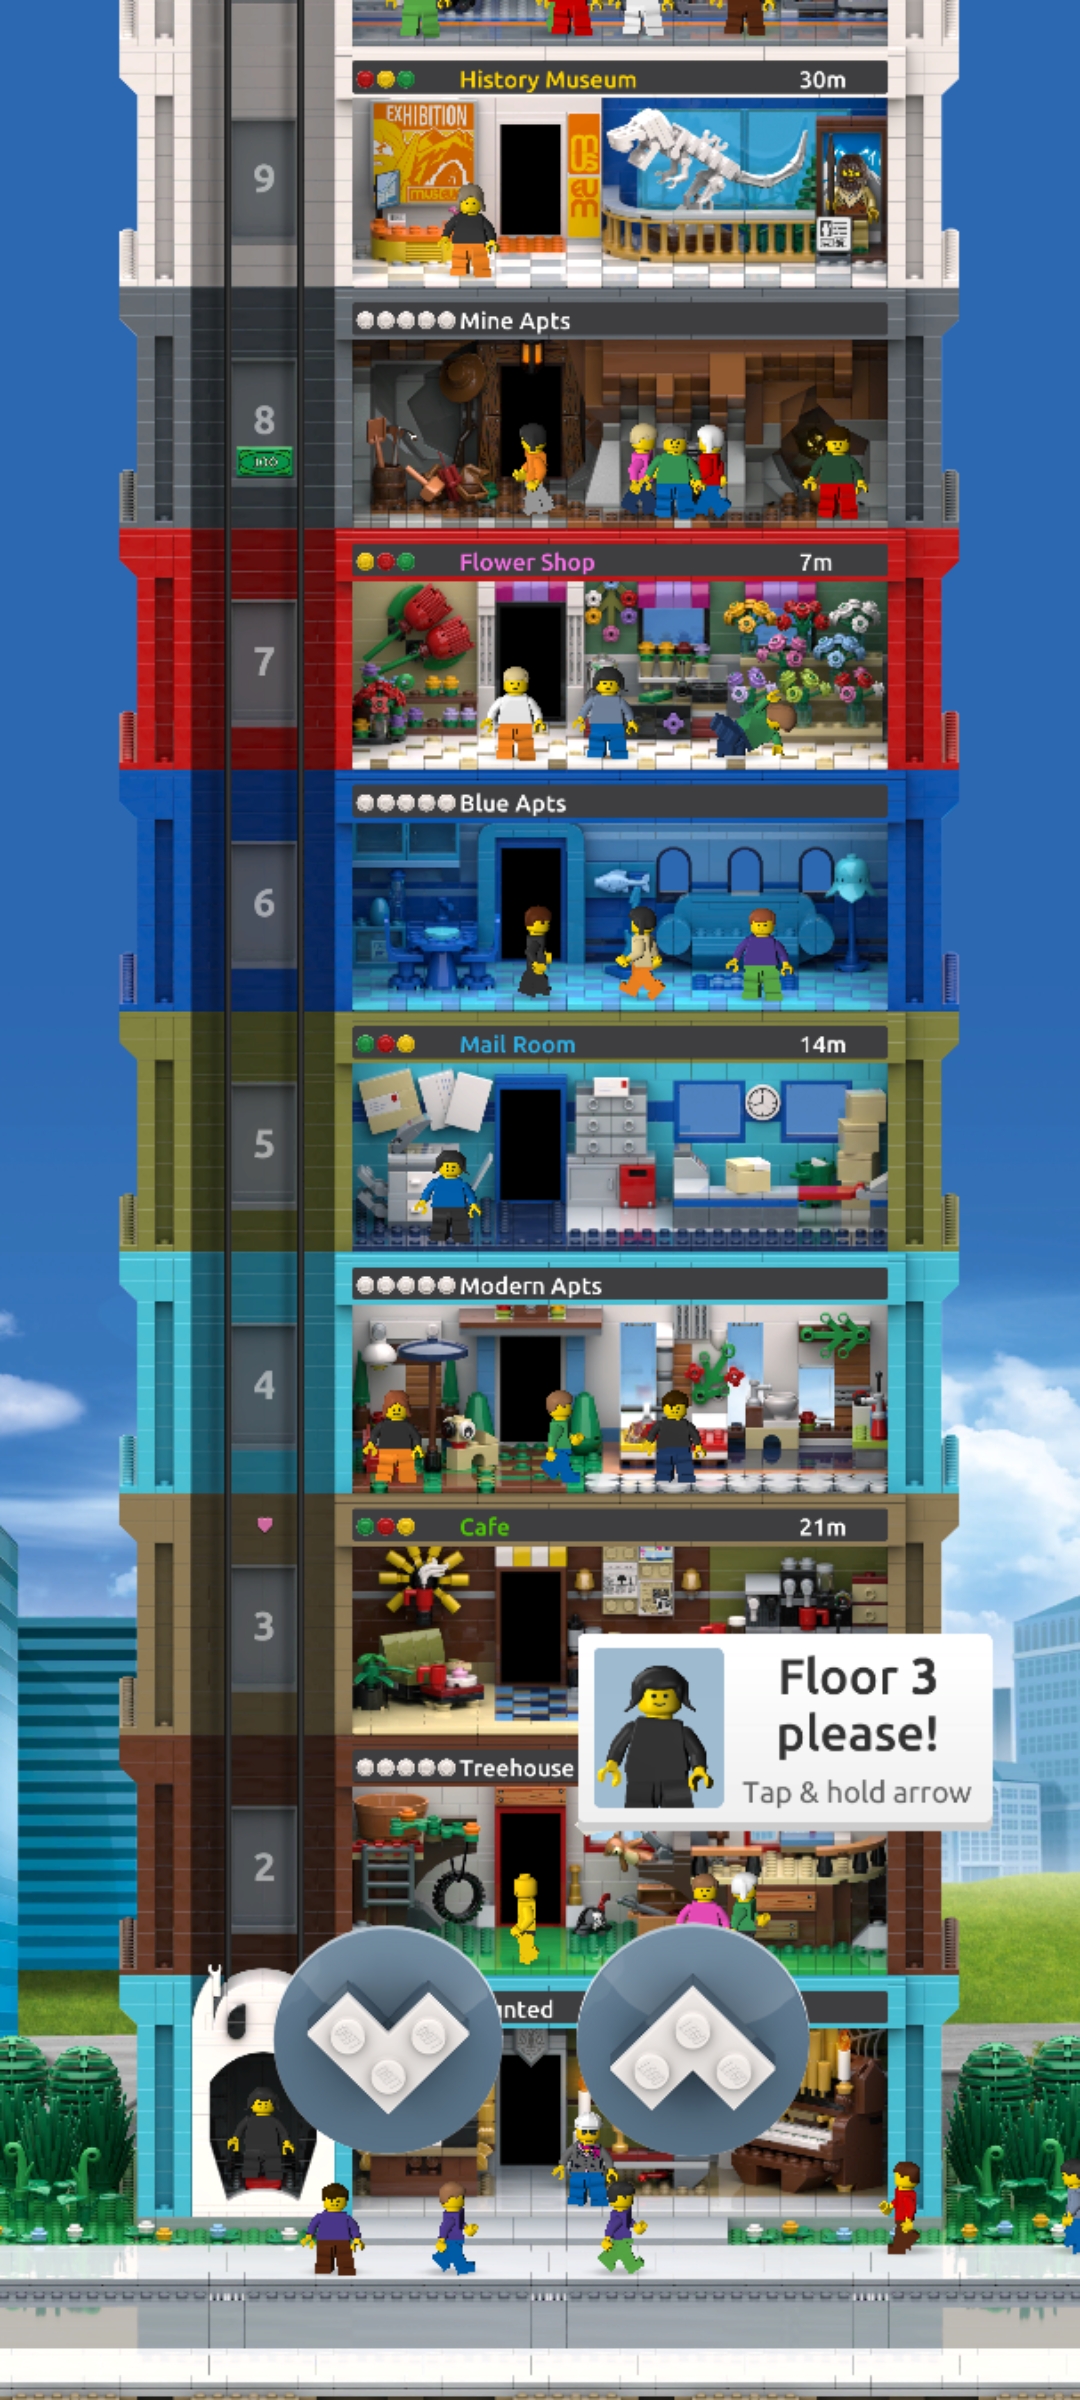 History Museum 30m
EXHIBITION
MUSEUM
9
Mine Apts
8
Flower Shop 7m
7
Blue Apts
6
Mail Room 14m
5
Modern Apts
4
Cafe 21m
3
Floor 3
please!
Tap & hold arrow
Treehouse
2
nted